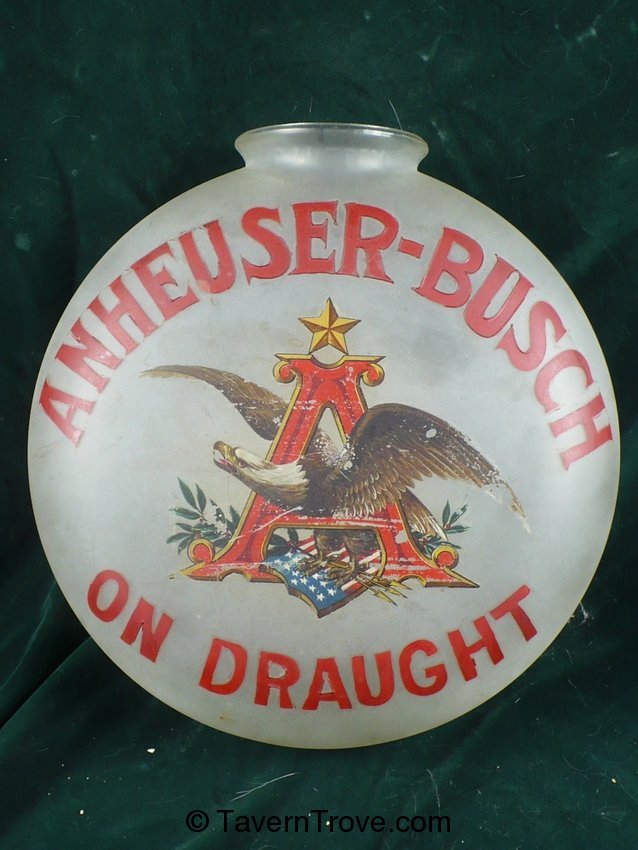 ANHEUSER-BUSCH
A
ON DRAUGHT
© TavernTrove.com